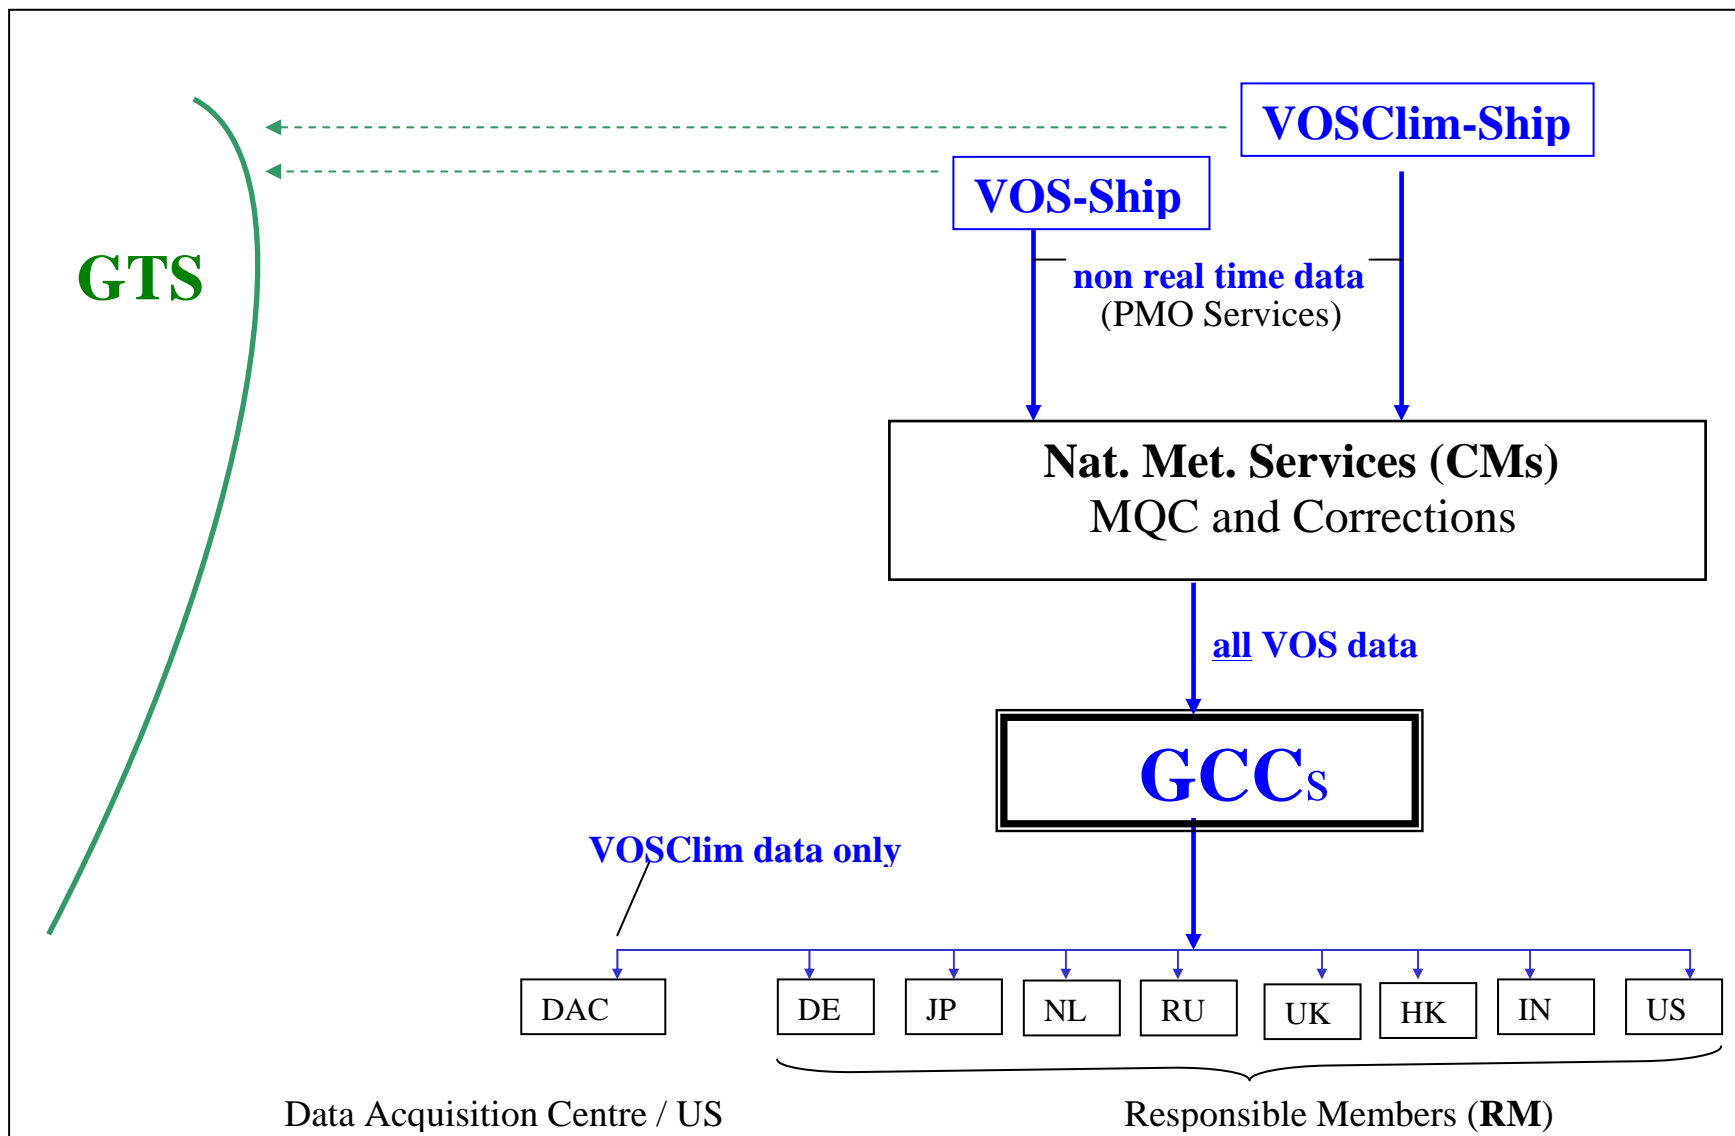 VOSClim-Ship
VOS-Ship
GTS
non real time data
(PMO Services)
Nat. Met. Services (CMs)
MQC and Corrections
all VOS data
GCCs
VOSClim data only
DAC DE JP NL RU UK HK IN US
Data Acquisition Centre / US Responsible Members (RM)